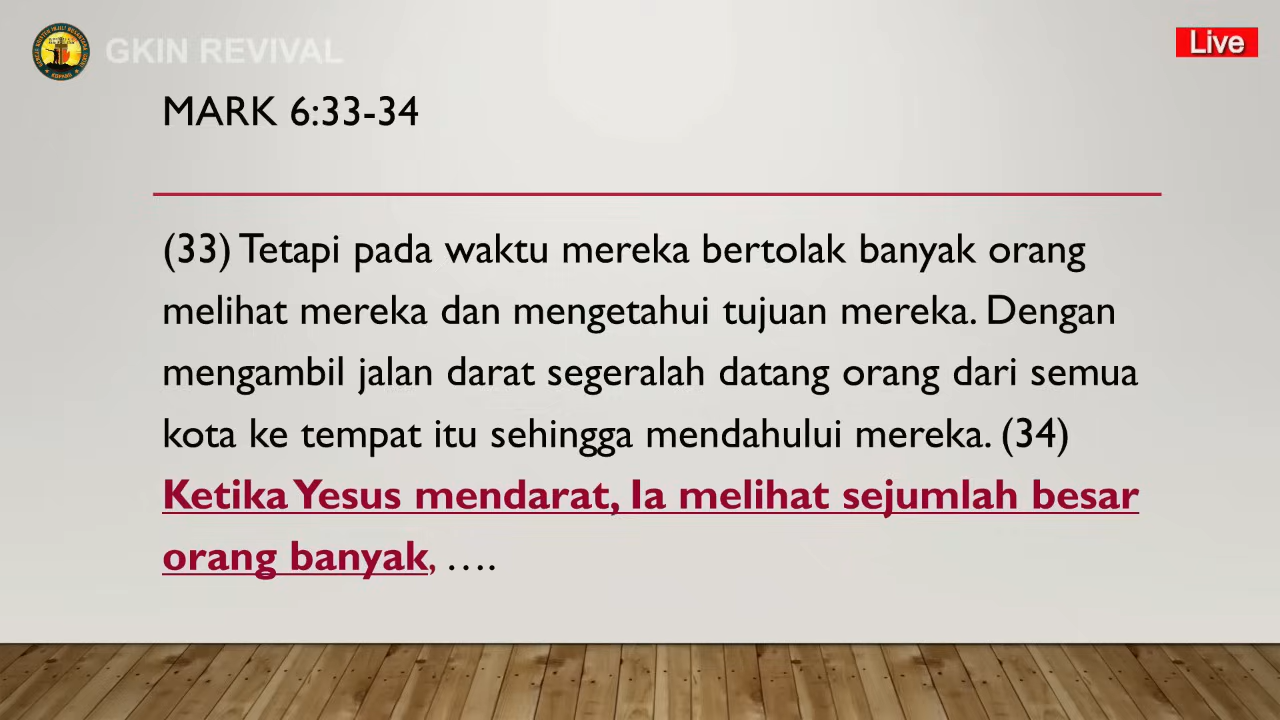 GKIN REVIVAL
Live
MARK 6:33-34
(33) Tetapi pada waktu mereka bertolak banyak orang
melihat mereka dan mengetahui tujuan mereka. Dengan
mengambil jalan darat segeralah datang orang dari semua
kota ke tempat itu sehingga mendahului mereka. (34)
Ketika Yesus mendarat, Ia melihat sejumlah besar
orang banyak, ….